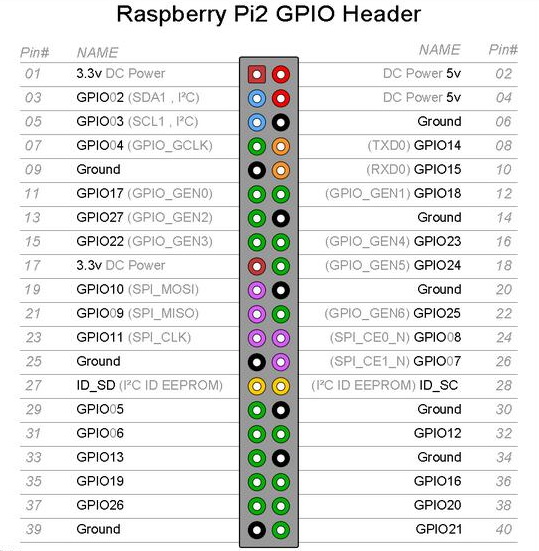 Raspberry Pi2 GPIO Header
Pin# NAME NAME Pin#
01 3.3v DC Power DC Power 5v 02
03 GPIO02 (SDA1 , I²C) DC Power 5v 04
05 GPIO03 (SCL1 , I²C) Ground 06
07 GPIO04 (GPIO_GCLK) (TXD0) GPIO14 08
09 Ground (RXD0) GPIO15 10
11 GPIO17 (GPIO_GEN0) (GPIO_GEN1) GPIO18 12
13 GPIO27 (GPIO_GEN2) Ground 14
15 GPIO22 (GPIO_GEN3) (GPIO_GEN4) GPIO23 16
17 3.3v DC Power (GPIO_GEN5) GPIO24 18
19 GPIO10 (SPI_MOSI) Ground 20
21 GPIO09 (SPI_MISO) (GPIO_GEN6) GPIO25 22
23 GPIO11 (SPI_CLK) (SPI_CE0_N) GPIO08 24
25 Ground (SPI_CE1_N) GPIO07 26
27 ID_SD (I²C ID EEPROM) (I²C ID EEPROM) ID_SC 28
29 GPIO05 Ground 30
31 GPIO06 GPIO12 32
33 GPIO13 Ground 34
35 GPIO19 GPIO16 36
37 GPIO26 GPIO20 38
39 Ground GPIO21 40